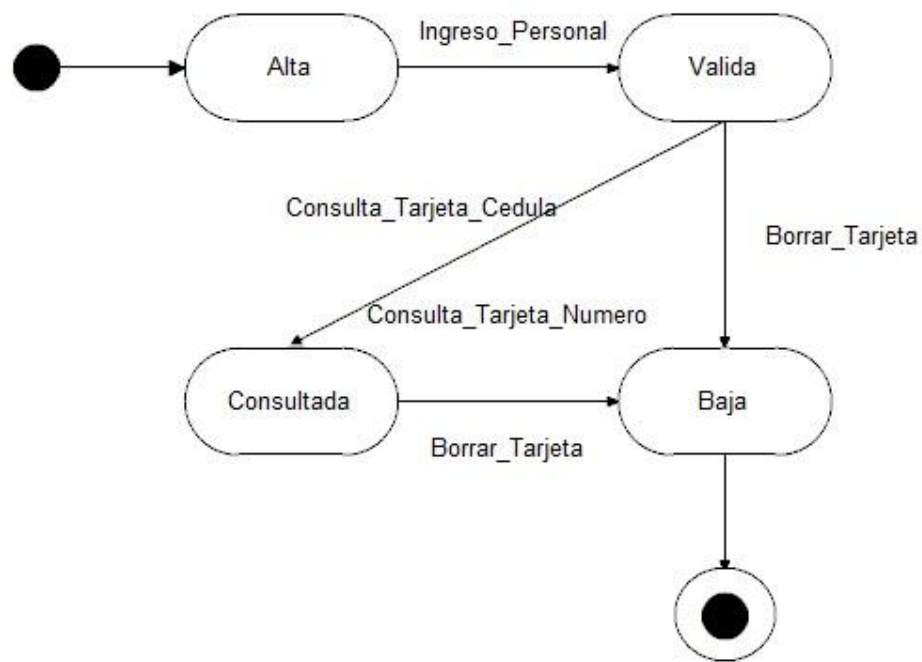 Ingreso_Personal
Alta
Valida
Consulta_Tarjeta_Cedula
Borrar_Tarjeta
Consulta_Tarjeta_Numero
Consultada
Baja
Borrar_Tarjeta